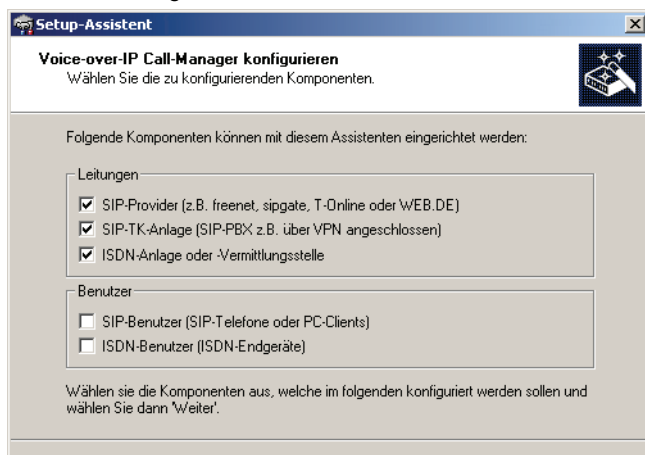 Setup-Assistent
Voice-over-IP Call-Manager konfigurieren
Wählen Sie die zu konfigurierenden Komponenten.
Folgende Komponenten können mit diesem Assistenten eingerichtet werden:
Leitungen
SIP-Provider (z.B. freenet, sipgate, T-Online oder WEB.DE)
SIP-TK-Anlage (SIP-PBX z.B. über VPN angeschlossen)
ISDN-Anlage oder -Vermittlungsstelle
Benutzer
SIP-Benutzer (SIP-Telefone oder PC-Clients)
ISDN-Benutzer (ISDN-Endgeräte)
Wählen sie die Komponenten aus, welche im folgenden konfiguriert werden sollen und
wählen Sie dann 'Weiter'.